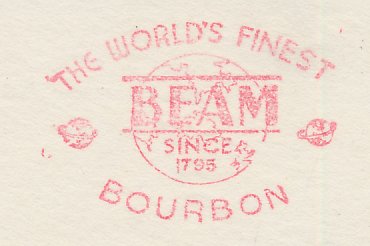 THE WORLD'S FINEST
BEAM
SINCE
1795
BOURBON